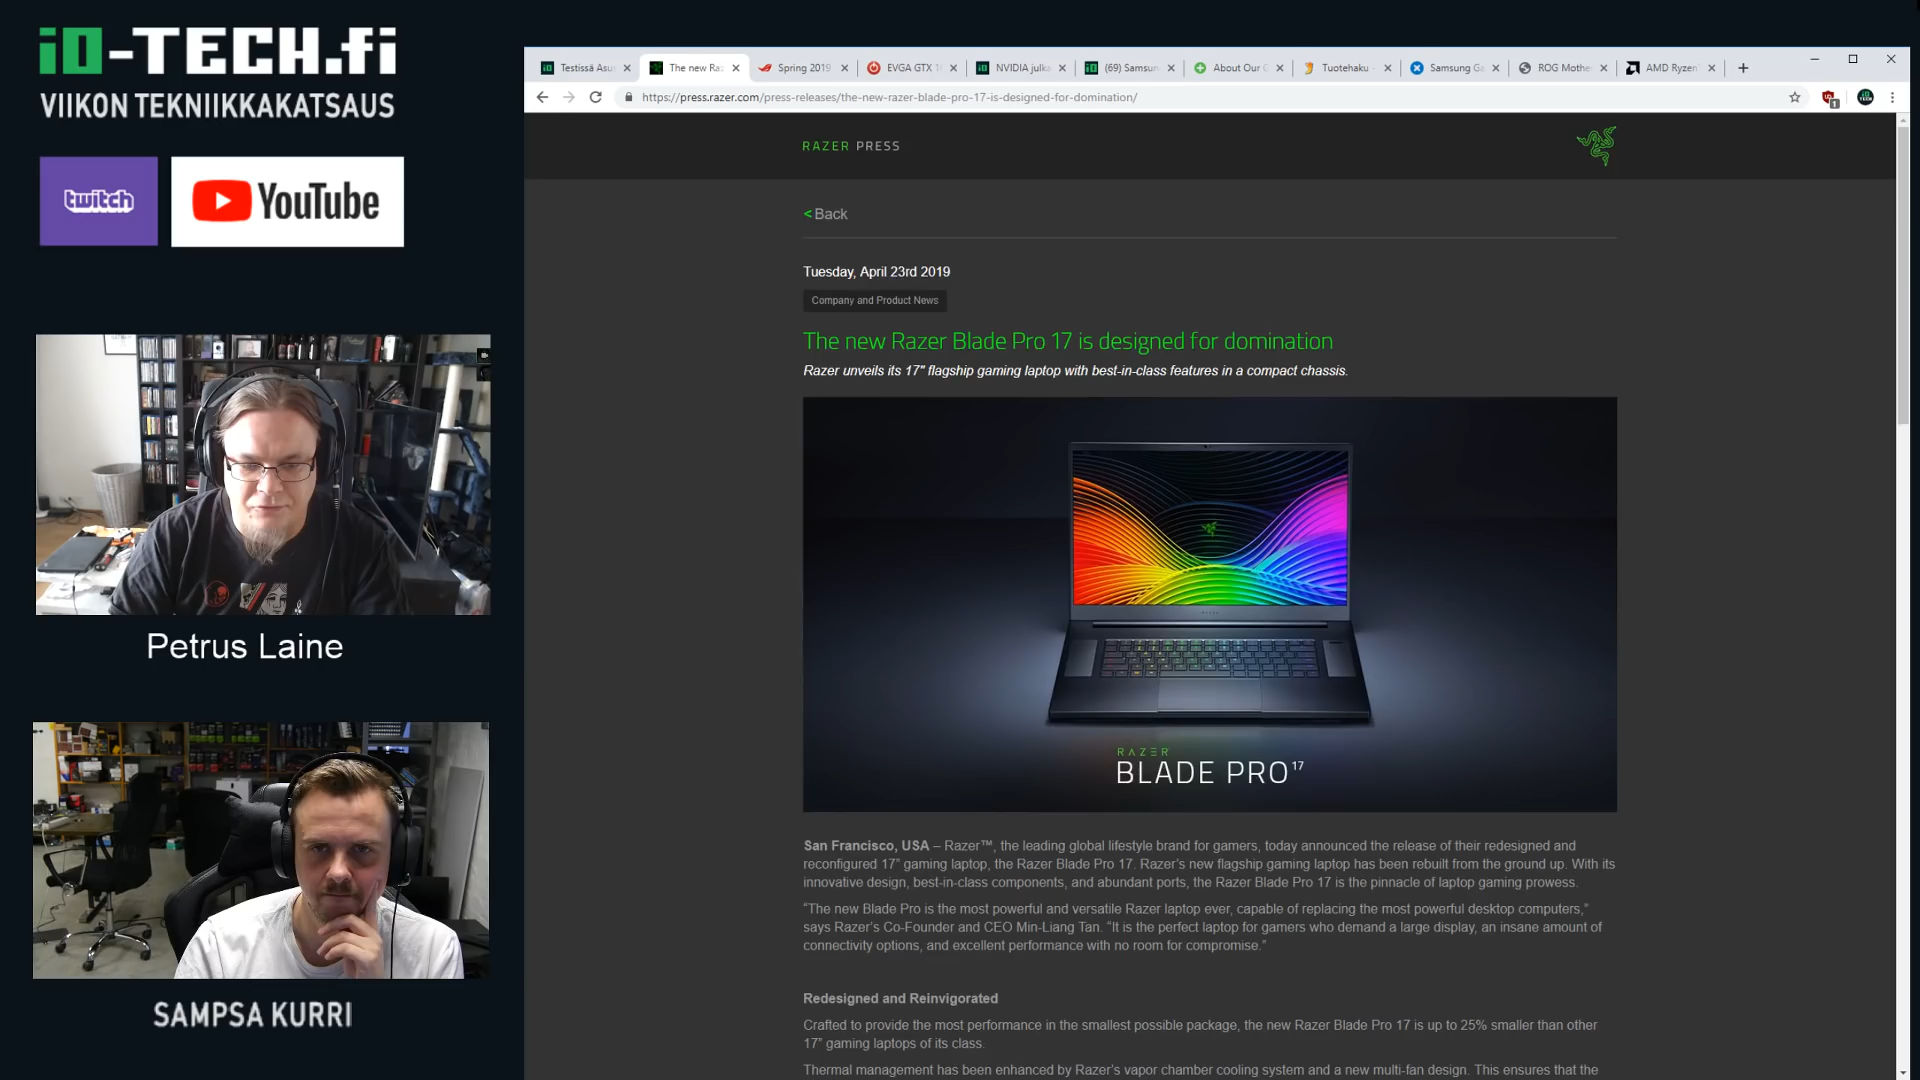 iO-TECH.fi
VIIKON TEKNIIKKAKATSAUS
twitch
YouTube
Petrus Laine
SAMPSA KURRI
Testissä Asu
The new Raz
Spring 2019
EVGA GTX 1
NVIDIA julk
(69) Samsun
About Our G
Tuotehaku -
Samsung Ga
ROG Mothe
AMD Ryzen
https://press.razer.com/press-releases/the-new-razer-blade-pro-17-is-designed-for-domination/
RAZER PRESS
< Back
Tuesday, April 23rd 2019
Company and Product News
The new Razer Blade Pro 17 is designed for domination
Razer unveils its 17" flagship gaming laptop with best-in-class features in a compact chassis.
RAZER
BLADE PRO 17
San Francisco, USA – Razer™, the leading global lifestyle brand for gamers, today announced the release of their redesigned and
reconfigured 17” gaming laptop, the Razer Blade Pro 17. Razer’s new flagship gaming laptop has been rebuilt from the ground up. With its
innovative design, best-in-class components, and abundant ports, the Razer Blade Pro 17 is the pinnacle of laptop gaming prowess.
“The new Blade Pro is the most powerful and versatile Razer laptop ever, capable of replacing the most powerful desktop computers,”
says Razer’s Co-Founder and CEO Min-Liang Tan. “It is the perfect laptop for gamers who demand a large display, an insane amount of
connectivity options, and excellent performance with no room for compromise.”
Redesigned and Reinvigorated
Crafted to provide the most performance in the smallest possible package, the new Razer Blade Pro 17 is up to 25% smaller than other
17” gaming laptops of its class.
Thermal management has been enhanced by Razer’s vapor chamber cooling system and a new multi-fan design. This ensures that the